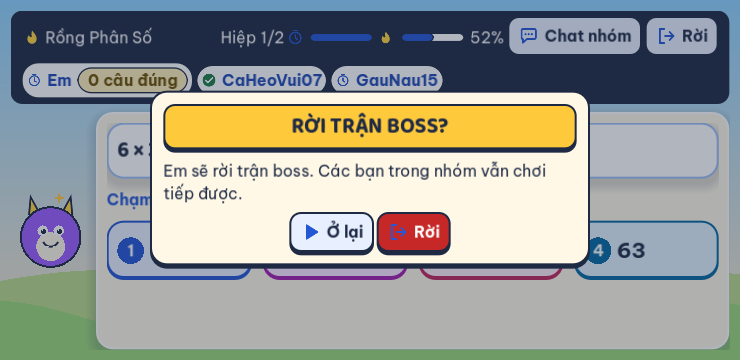 Rồng Phân Số
Hiệp 1/2
52%
Chat nhóm
Rời
Em 0 câu đúng
CaHeoVui07
GauNau15
RỜI TRẬN BOSS?
6 ×
Em sẽ rời trận boss. Các bạn trong nhóm vẫn chơi
tiếp được.
Chạm
Ở lại
Rời
1
4 63